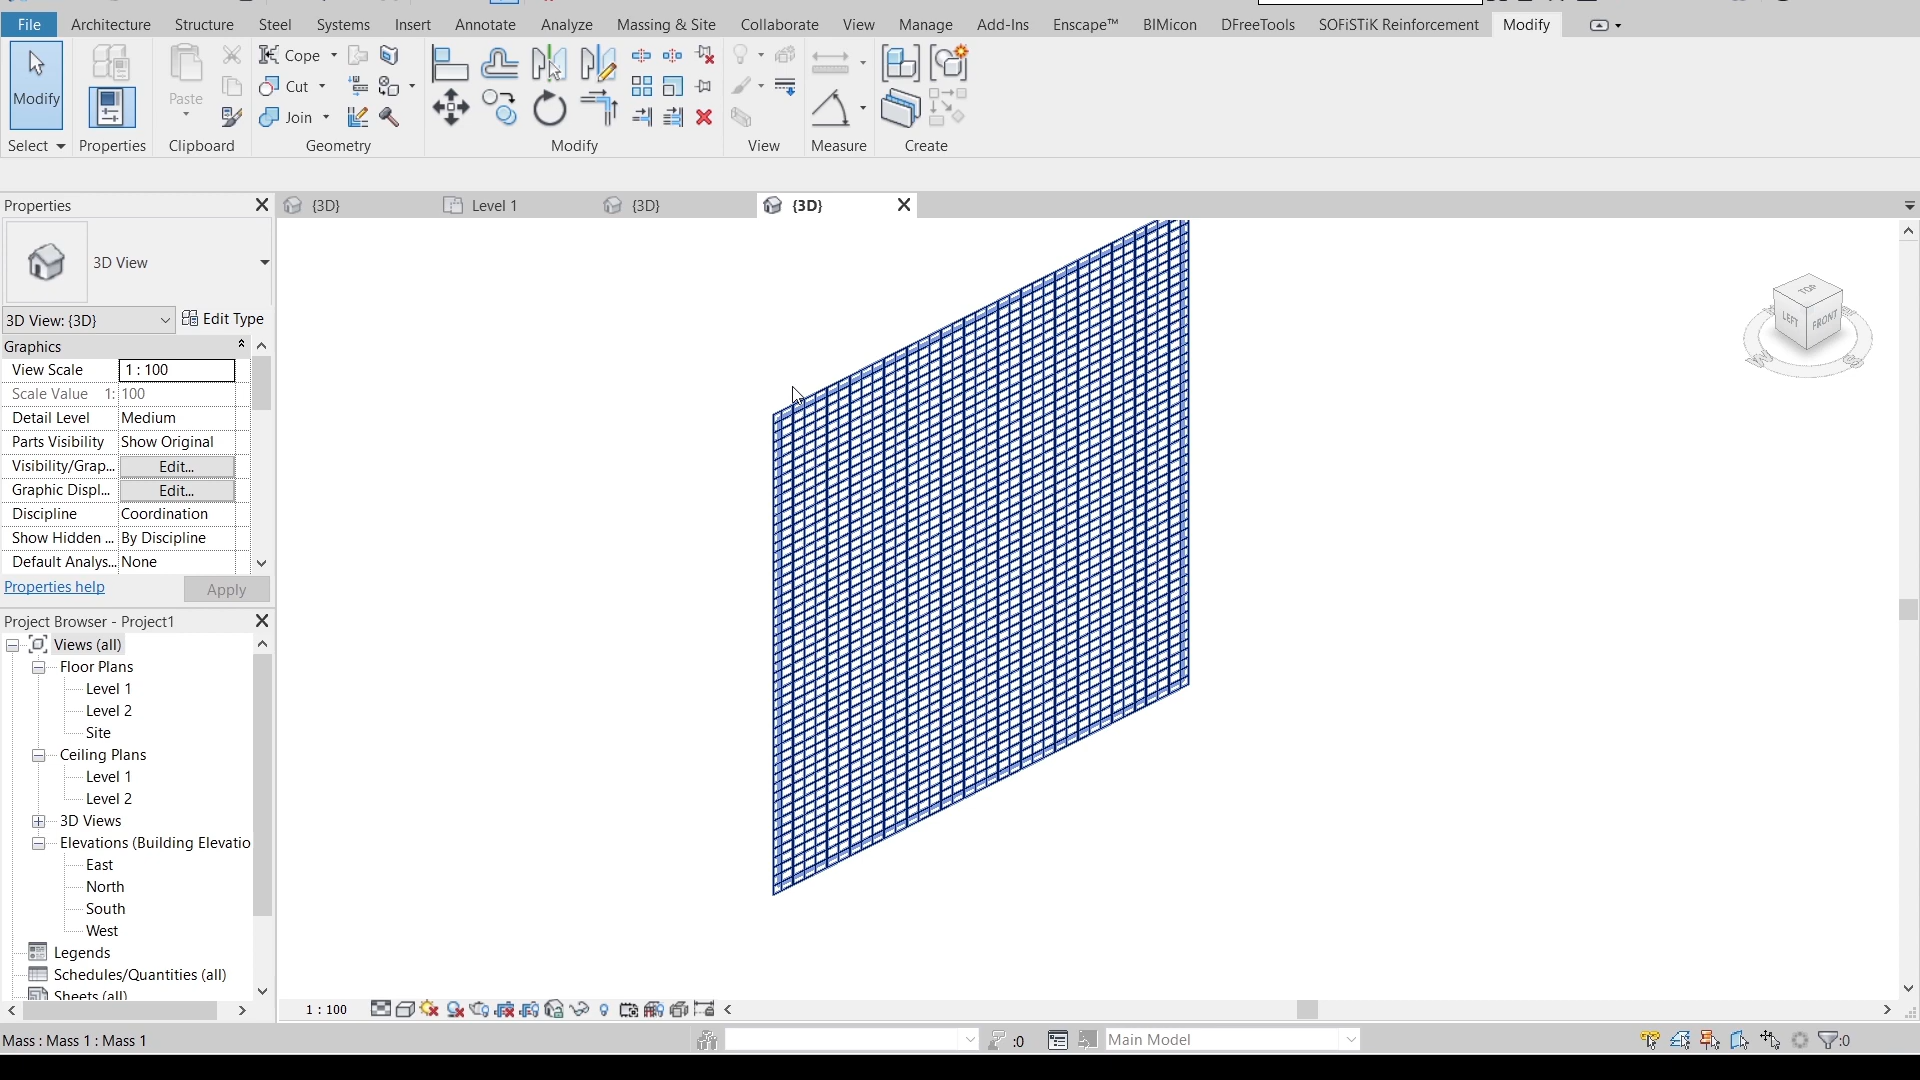 File Architecture Structure Steel Systems Insert Annotate Analyze Massing & Site Collaborate View Manage Add-Ins Enscape™ BIMicon DFreeTools SOFiSTiK Reinforcement Modify
Modify
Paste
Cope
Cut
Join
Select Properties Clipboard Geometry Modify View Measure Create
Properties
{3D} Level 1 {3D} {3D}
3D View
3D View: {3D} Edit Type
Graphics
View Scale 1 : 100
Scale Value 1: 100
Detail Level Medium
Parts Visibility Show Original
Visibility/Grap... Edit...
Graphic Displ... Edit...
Discipline Coordination
Show Hidden ... By Discipline
Default Analys... None
Properties help Apply
TOP
LEFT FRONT
Project Browser - Project1
Views (all)
Floor Plans
Level 1
Level 2
Site
Ceiling Plans
Level 1
Level 2
3D Views
Elevations (Building Elevatio
East
North
South
West
Legends
Schedules/Quantities (all)
Sheets (all)
1 : 100
Mass : Mass 1 : Mass 1 :0 Main Model :0